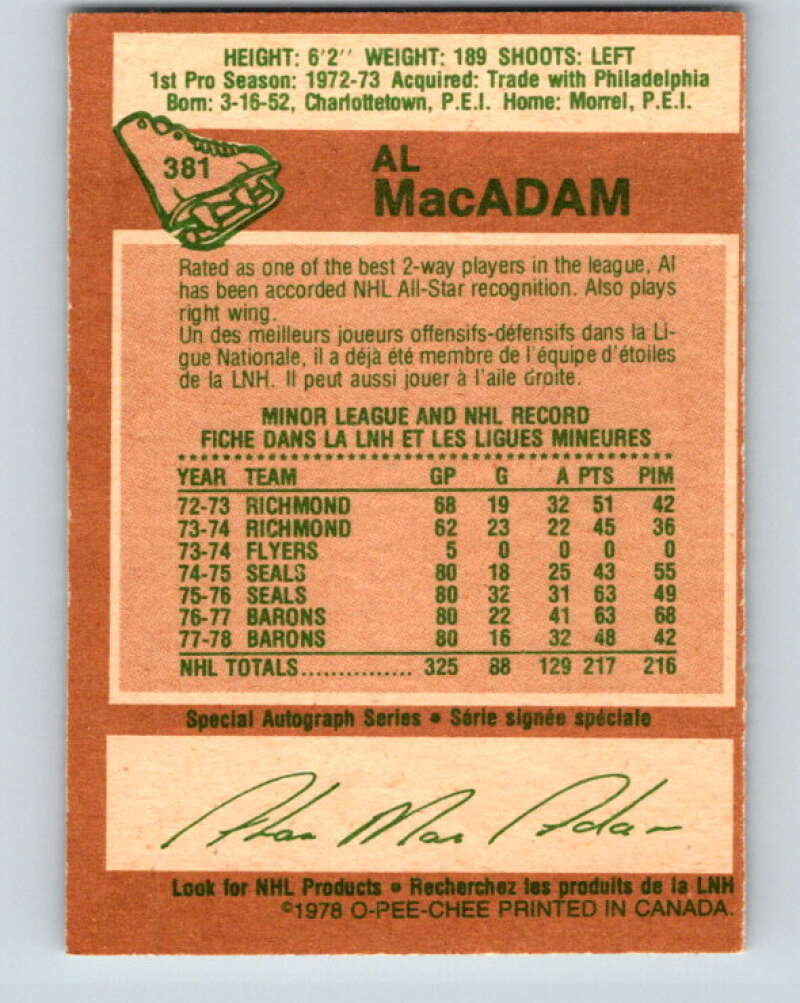 HEIGHT: 6'2'' WEIGHT: 189 SHOOTS: LEFT
1st Pro Season: 1972-73 Acquired: Trade with Philadelphia
Born: 3-16-52, Charlottetown, P.E.I. Home: Morrel, P.E.I.
381
AL
MacADAM
Rated as one of the best 2-way players in the league, Al
has been accorded NHL All-Star recognition. Also plays
right wing.
Un des meilleurs joueurs offensifs-défensifs dans la Li-
gue Nationale, il a déjà été membre de l'équipe d'étoiles
de la LNH. Il peut aussi jouer à l'aile droite.
MINOR LEAGUE AND NHL RECORD
FICHE DANS LA LNH ET LES LIGUES MINEURES
YEAR TEAM GP G A PTS PIM
72-73 RICHMOND 68 19 32 51 42
73-74 RICHMOND 62 23 22 45 36
73-74 FLYERS 5 0 0 0 0
74-75 SEALS 80 18 25 43 55
75-76 SEALS 80 32 31 63 49
76-77 BARONS 80 22 41 63 68
77-78 BARONS 80 16 32 48 42
NHL TOTALS............... 325 88 129 217 216
Special Autograph Series • Série signée spéciale
Alan Mac Adam
Look for NHL Products • Recherchez les produits de la LNH
©1978 O-PEE-CHEE PRINTED IN CANADA.